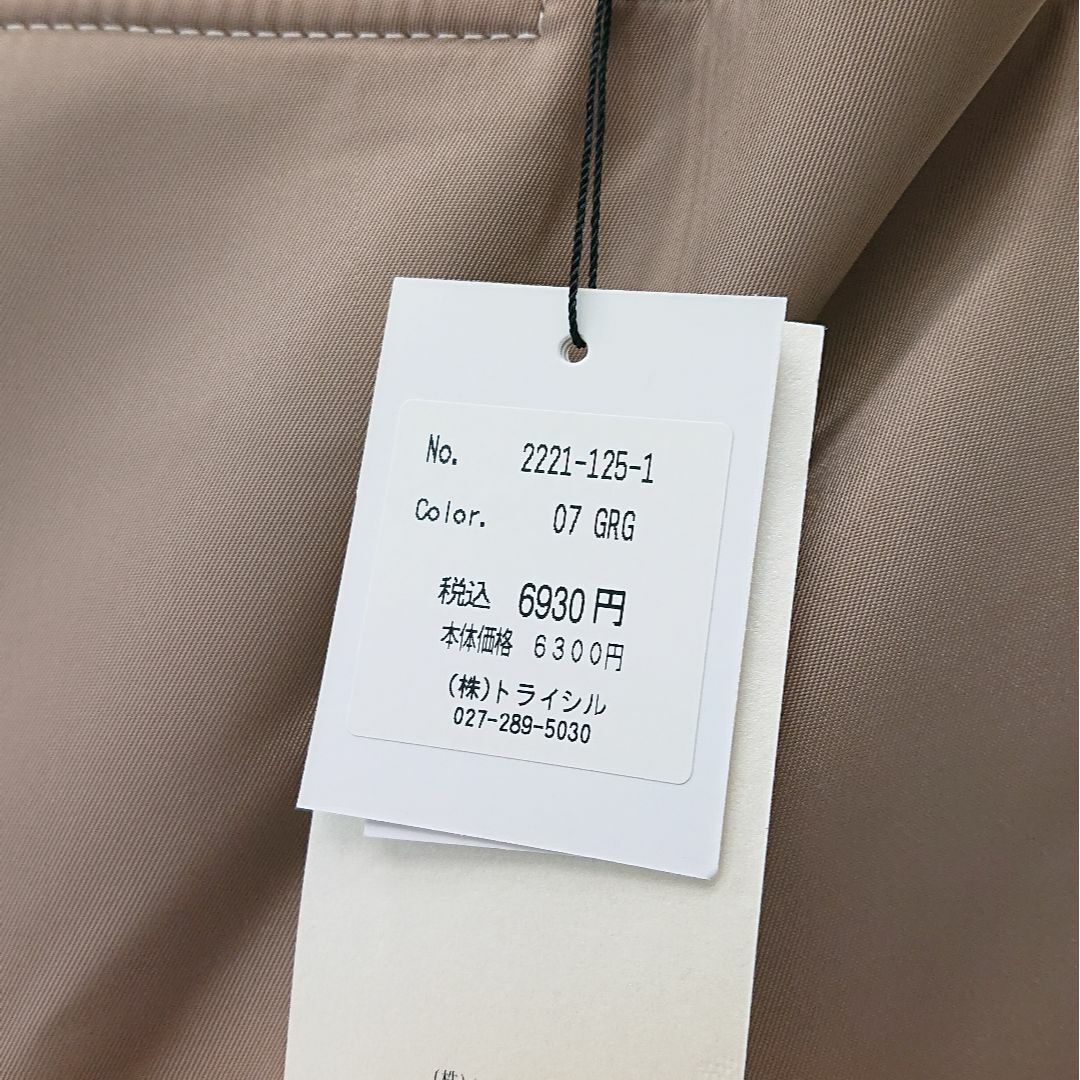 No. 2221-125-1
Color. 07 GRG
税込 6930円
本体価格 6300円
(株)トライシル
027-289-5030
(株)